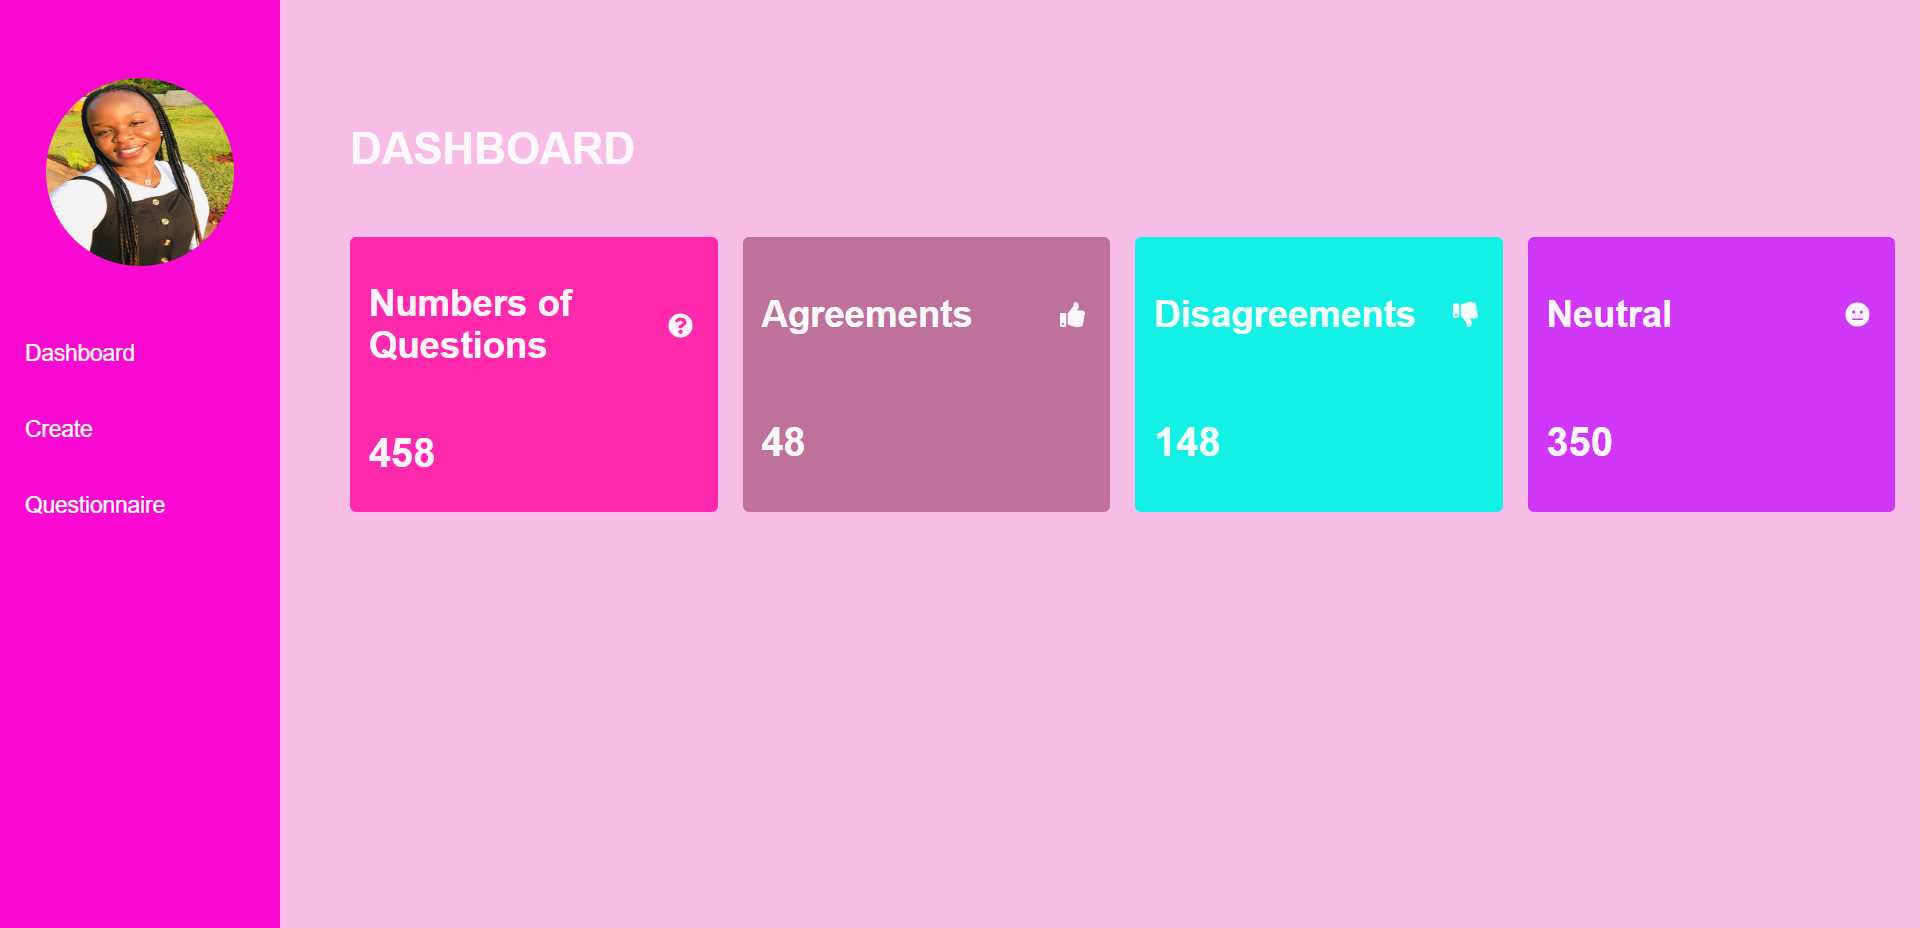 Dashboard
Create
Questionnaire
DASHBOARD
Numbers of
Questions
458
Agreements
48
Disagreements
148
Neutral
350